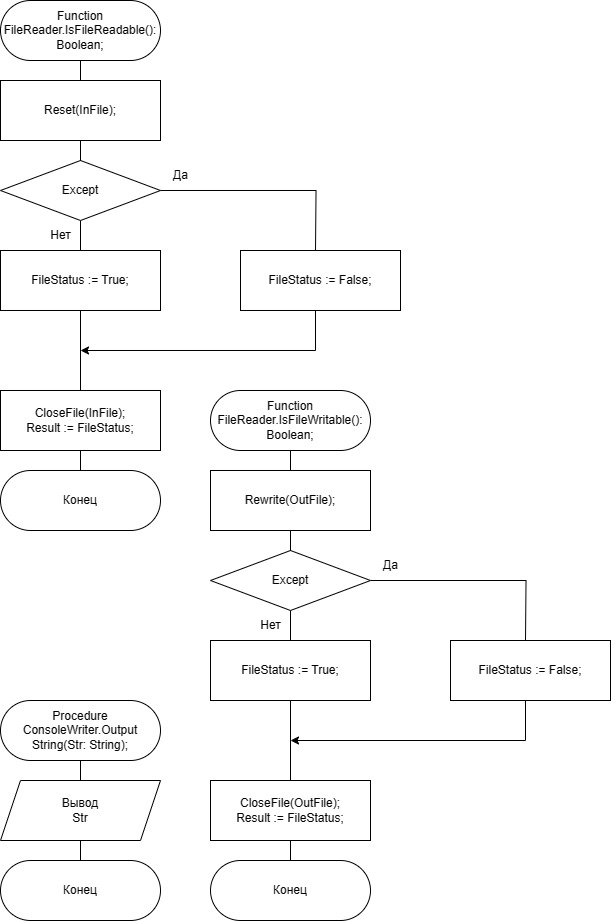 Function
FileReader.IsFileReadable():
Boolean;
Reset(InFile);
Except
Да
Нет
FileStatus := True;
FileStatus := False;
CloseFile(InFile);
Result := FileStatus;
Конец
Function
FileReader.IsFileWritable():
Boolean;
Rewrite(OutFile);
Except
Да
Нет
FileStatus := True;
FileStatus := False;
CloseFile(OutFile);
Result := FileStatus;
Конец
Procedure
ConsoleWriter.Output
String(Str: String);
Вывод
Str
Конец